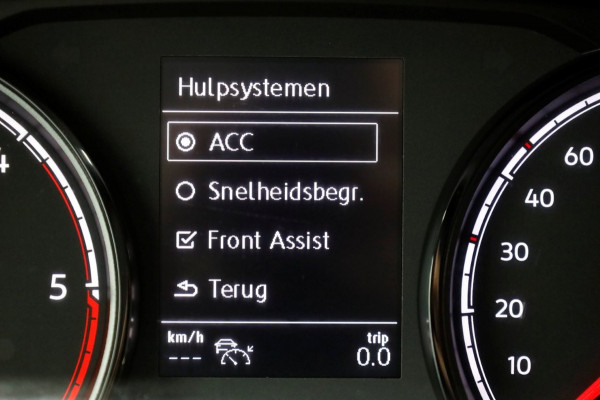 Hulpsystemen
ACC
Snelheidsbegr.
Front Assist
Terug
km/h
---
trip
0.0
4
5
60
40
30
20
10